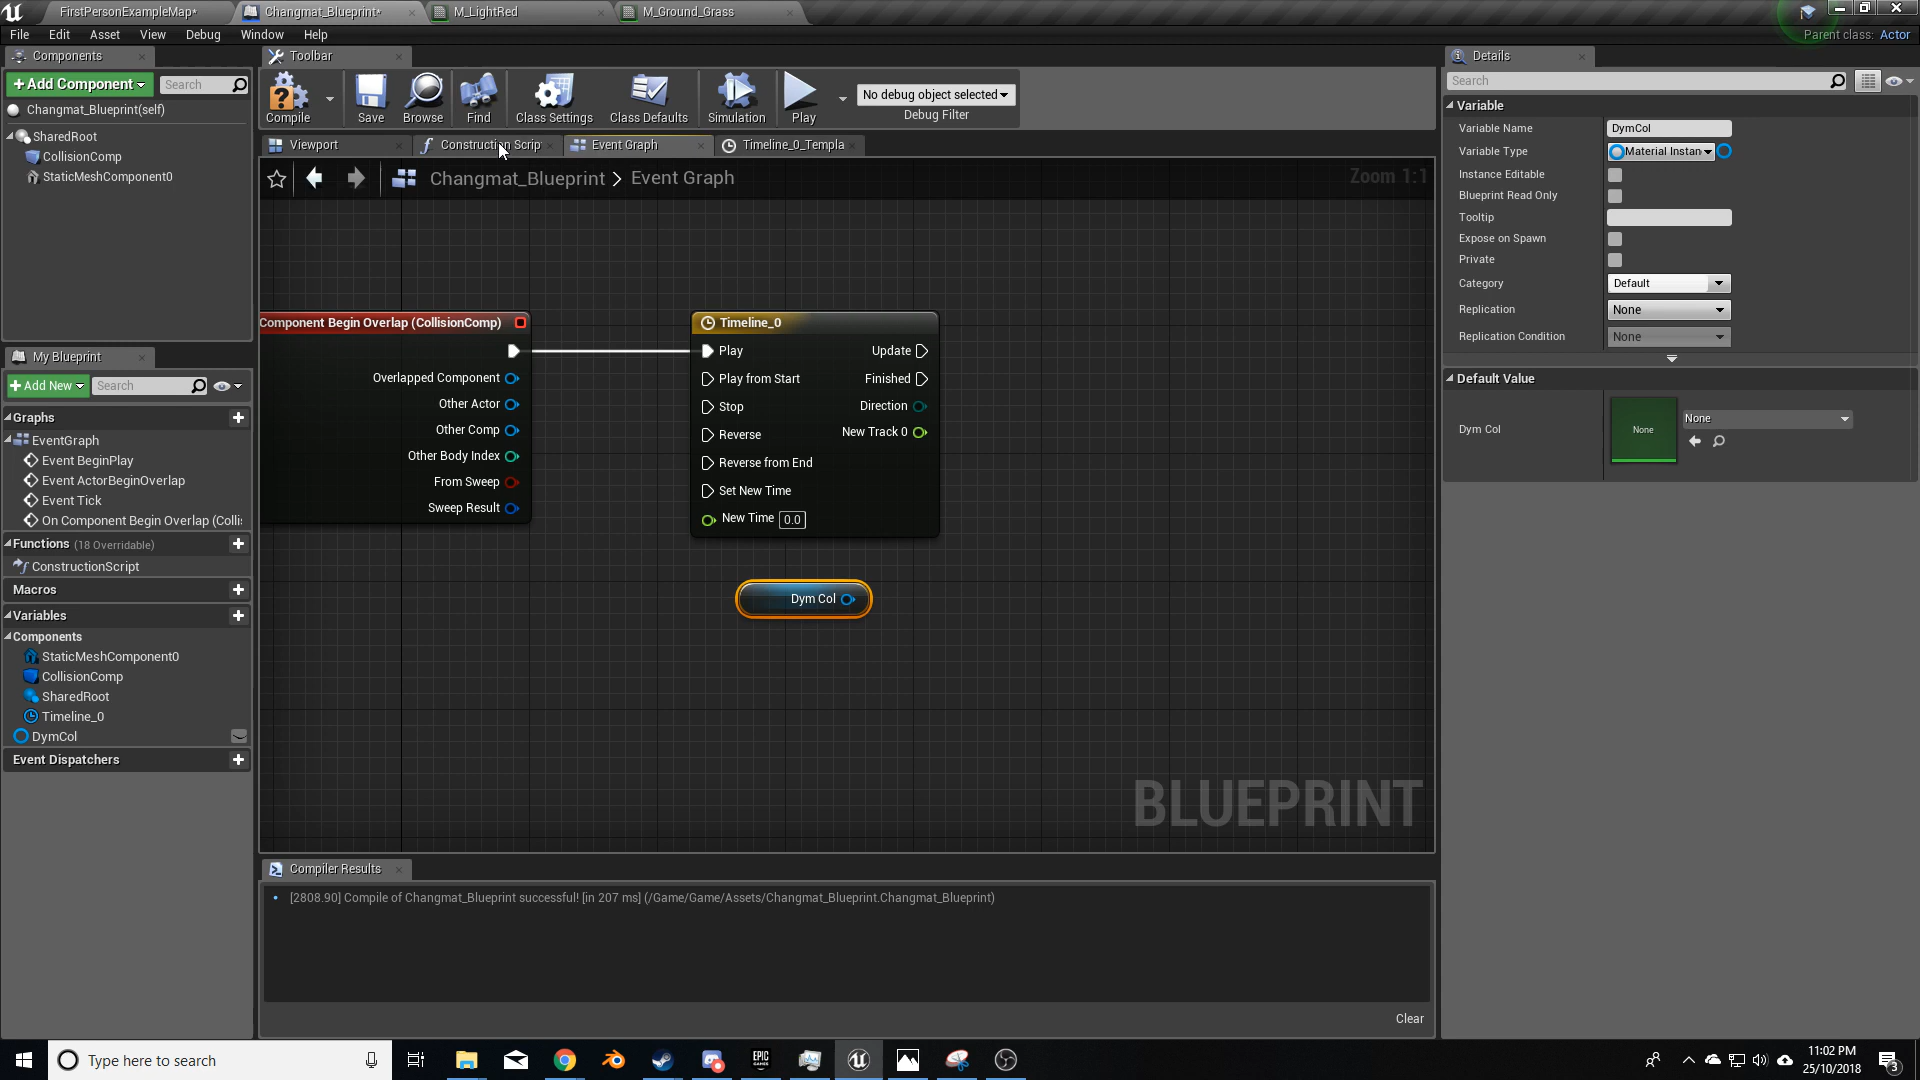 FirstPersonExampleMap*
Changmat_Blueprint*
M_LightRed
M_Ground_Grass
File Edit Asset View Debug Window Help
Parent class: Actor
Components
Toolbar
Details
+ Add Component
Search
Compile
Save
Browse
Find
Class Settings
Class Defaults
Simulation
Play
No debug object selected
Debug Filter
Search
Changmat_Blueprint(self)
SharedRoot
CollisionComp
StaticMeshComponent0
Viewport
Construction Scrip
Event Graph
Timeline_0_Templa
Changmat_Blueprint > Event Graph
Zoom 1:1
Variable
Variable Name DymCol
Variable Type Material Instan
Instance Editable
Blueprint Read Only
Tooltip
Expose on Spawn
Private
Category Default
Replication None
Replication Condition None
Default Value
Dym Col
None
None
Component Begin Overlap (CollisionComp)
Overlapped Component
Other Actor
Other Comp
Other Body Index
From Sweep
Sweep Result
Timeline_0
Play
Play from Start
Stop
Reverse
Reverse from End
Set New Time
New Time 0.0
Update
Finished
Direction
New Track 0
Dym Col
BLUEPRINT
My Blueprint
+ Add New
Search
Graphs
EventGraph
Event BeginPlay
Event ActorBeginOverlap
Event Tick
On Component Begin Overlap (Colli
Functions (18 Overridable)
ConstructionScript
Macros
Variables
Components
StaticMeshComponent0
CollisionComp
SharedRoot
Timeline_0
DymCol
Event Dispatchers
Compiler Results
[2808.90] Compile of Changmat_Blueprint successful! [in 207 ms] (/Game/Game/Assets/Changmat_Blueprint.Changmat_Blueprint)
Clear
Type here to search
EPIC
GAMES
11:02 PM
25/10/2018
3